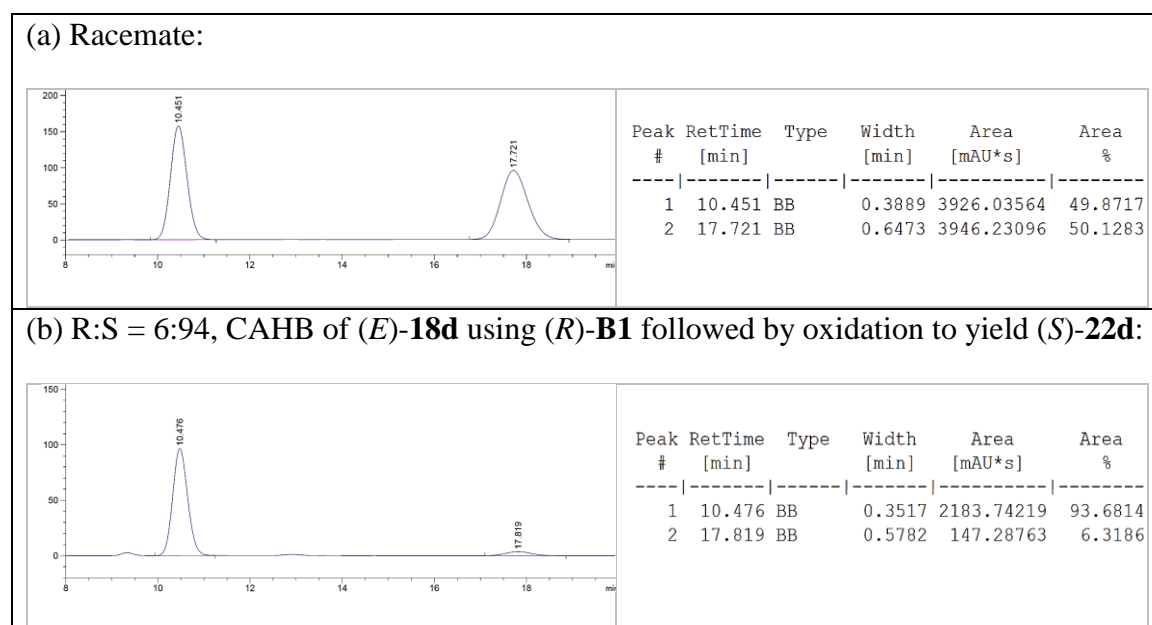 (a) Racemate:
200
150
100
50
0
10.451
17.721
8 10 12 14 16 18 mi
Peak RetTime Type Width Area Area
# [min] [min] [mAU*s] %
----|-------|------|-------|----------|--------
1 10.451 BB 0.3889 3926.03564 49.8717
2 17.721 BB 0.6473 3946.23096 50.1283
(b) R:S = 6:94, CAHB of (E)-18d using (R)-B1 followed by oxidation to yield (S)-22d:
150
100
50
0
10.476
17.819
8 10 12 14 16 18 mi
Peak RetTime Type Width Area Area
# [min] [min] [mAU*s] %
----|-------|------|-------|----------|--------
1 10.476 BB 0.3517 2183.74219 93.6814
2 17.819 BB 0.5782 147.28763 6.3186